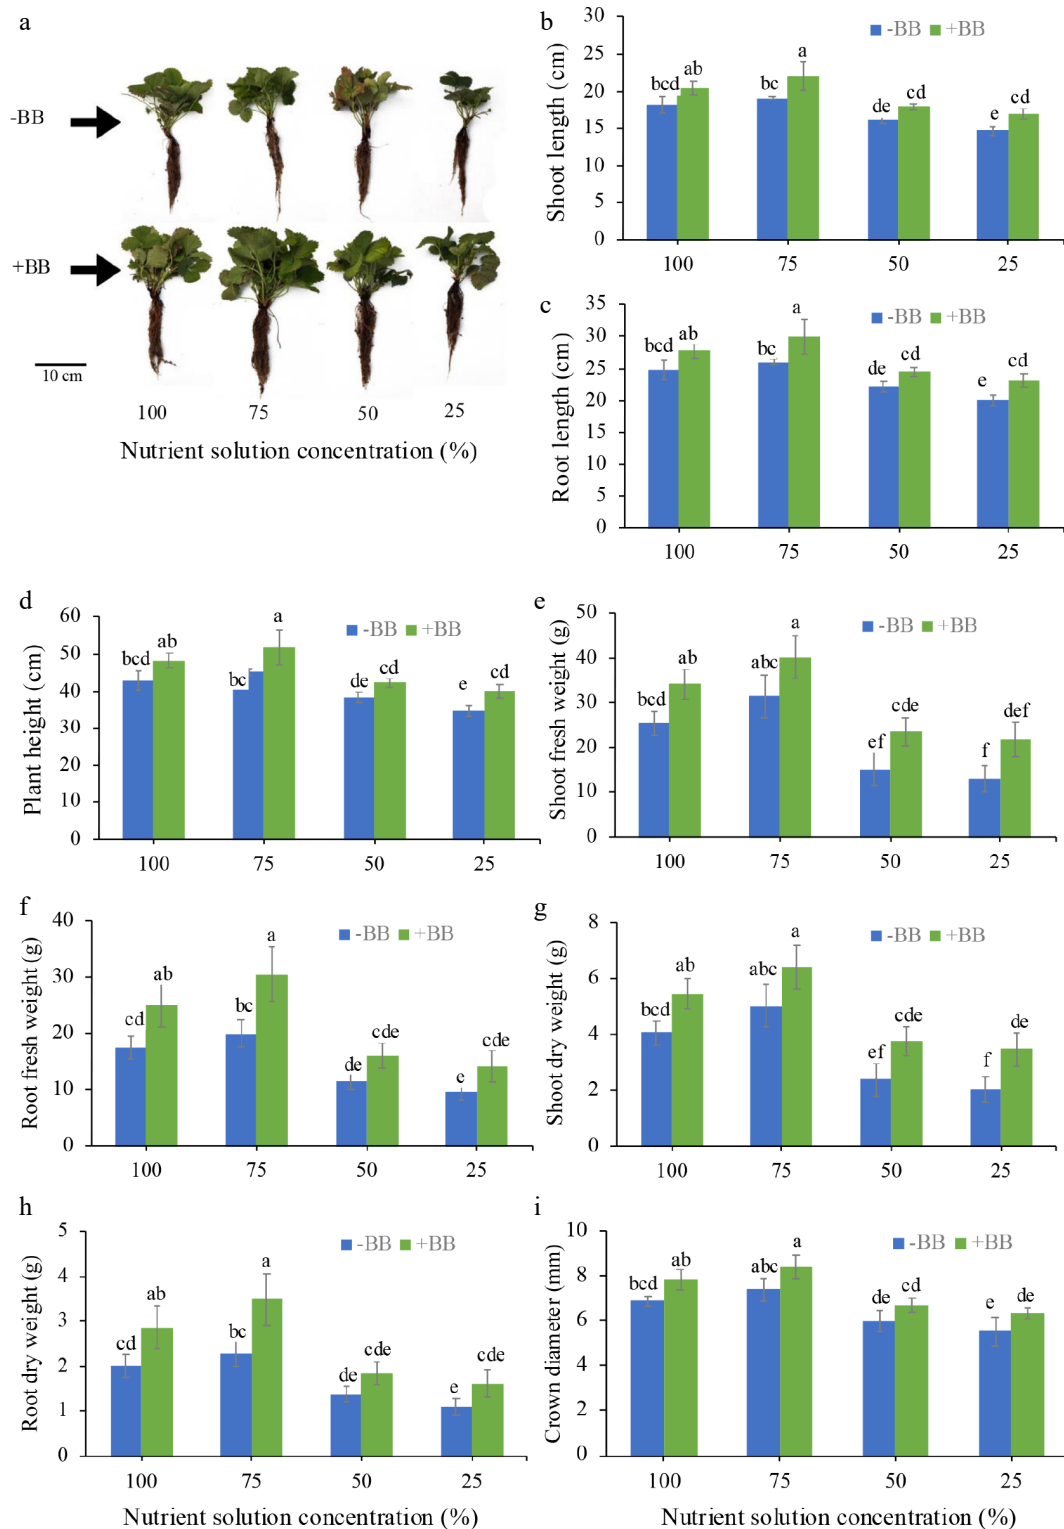 a
-BB
+BB
10 cm
100 75 50 25
Nutrient solution concentration (%)
b
-BB +BB
Shoot length (cm)
30
25
20
15
10
5
0
bcd ab bc a de cd e cd
100 75 50 25
c
-BB +BB
Root length (cm)
35
30
25
20
15
10
5
0
bcd ab bc a de cd e cd
100 75 50 25
d
-BB +BB
Plant height (cm)
60
50
40
30
20
10
0
bcd ab bc a de cd e cd
100 75 50 25
e
-BB +BB
Shoot fresh weight (g)
50
40
30
20
10
0
bcd ab abc a ef cde f def
100 75 50 25
f
-BB +BB
Root fresh weight (g)
40
30
20
10
0
cd ab bc a de cde e cde
100 75 50 25
g
-BB +BB
Shoot dry weight (g)
8
6
4
2
0
bcd ab abc a ef cde f de
100 75 50 25
h
-BB +BB
Root dry weight (g)
5
4
3
2
1
0
cd ab bc a de cde e cde
100 75 50 25
Nutrient solution concentration (%)
i
-BB +BB
Crown diameter (mm)
10
8
6
4
2
0
bcd ab abc a de cd e de
100 75 50 25
Nutrient solution concentration (%)